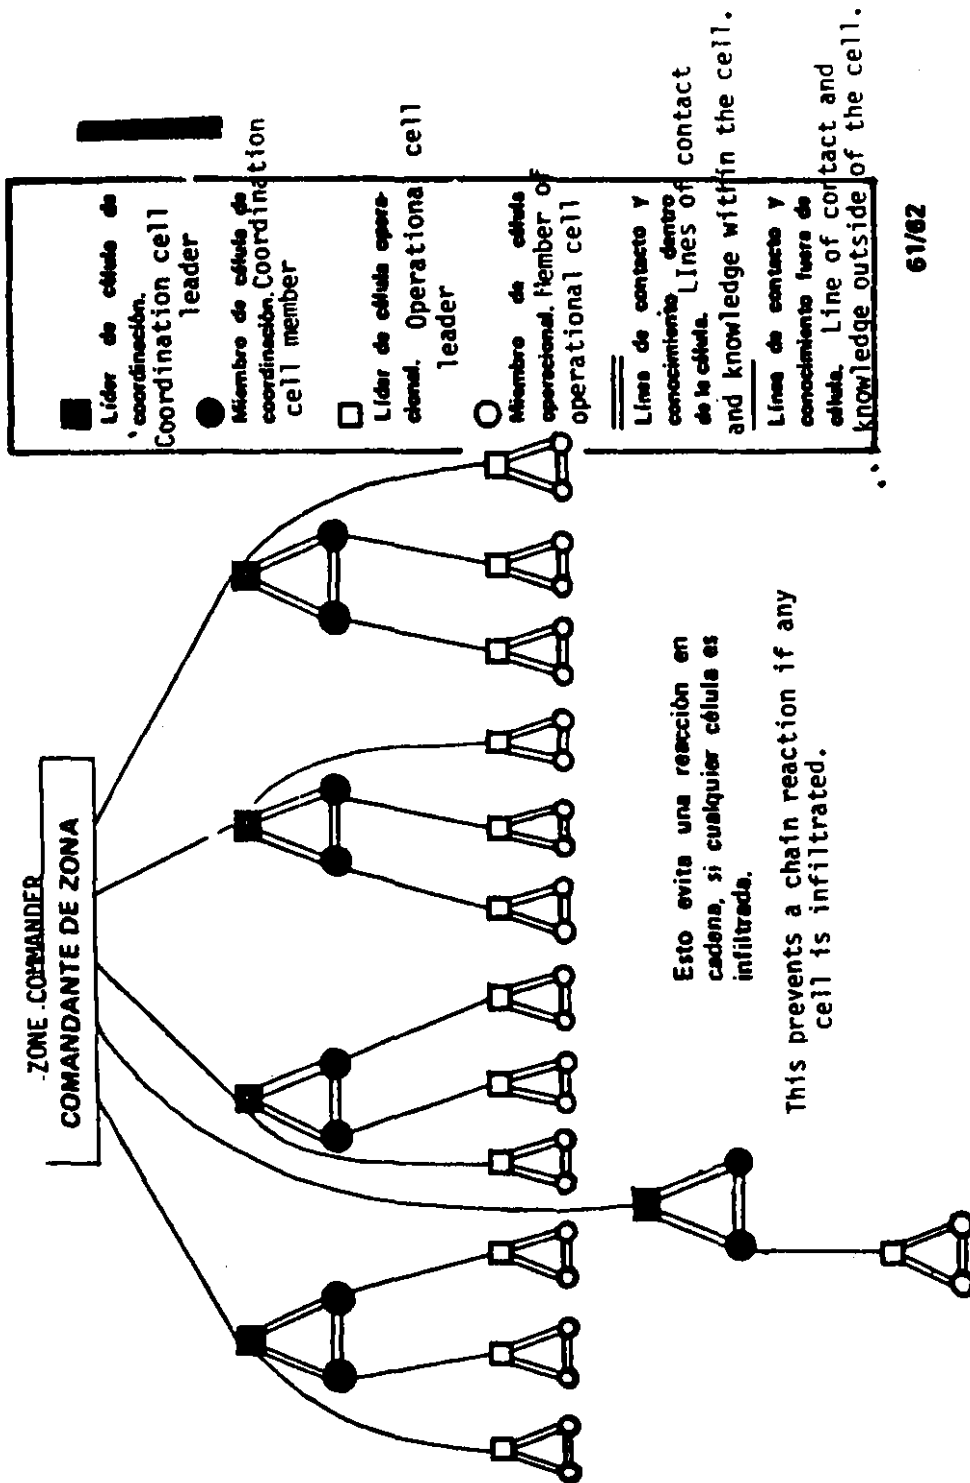 ZONE COMMANDER
COMANDANTE DE ZONA
Líder de célula de
coordinación.
Coordination cell
leader
Miembro de célula de
coordinación. Coordination
cell member
Líder de célula opera-
cional. Operational cell
leader
Miembro de célula
operacional. Member of
operational cell
Línea de contacto y
conocimiento dentro
de la célula. Lines of contact
and knowledge within the cell.
Línea de contacto y
conocimiento fuera de
célula. Line of contact and
knowledge outside of the cell.
Esto evita una reacción en
cadena, si cualquier célula es
infiltrada.
This prevents a chain reaction if any
cell is infiltrated.
61/62